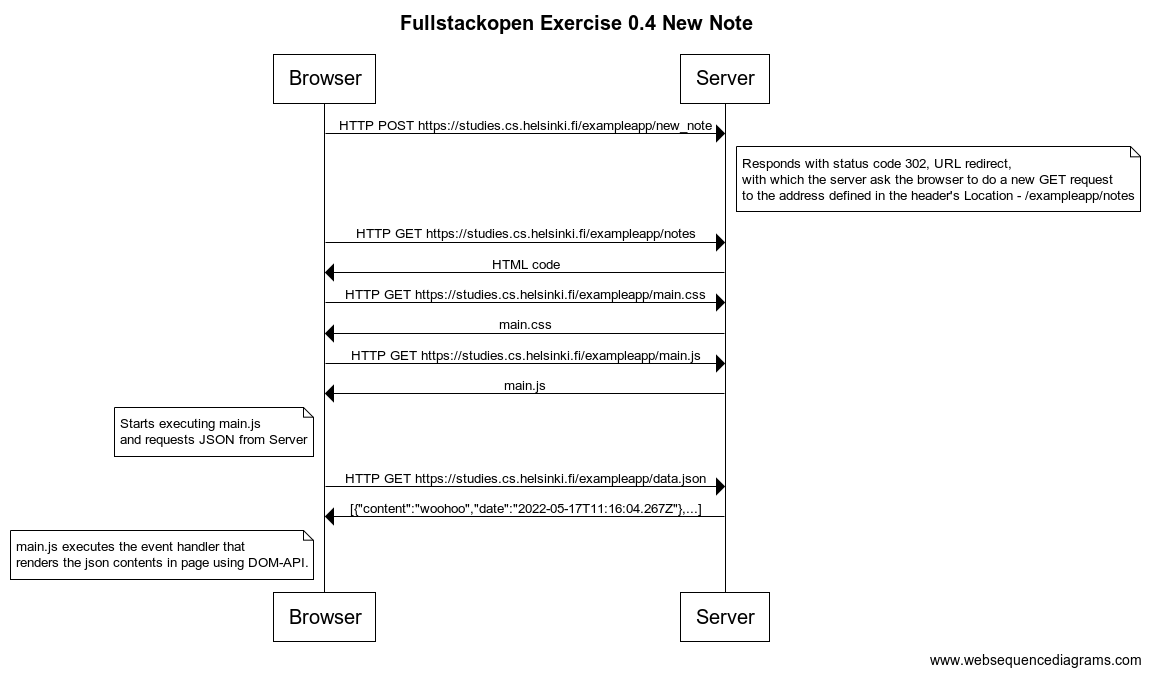 Fullstackopen Exercise 0.4 New Note
Browser
Server
HTTP POST https://studies.cs.helsinki.fi/exampleapp/new_note
Responds with status code 302, URL redirect,
with which the server ask the browser to do a new GET request
to the address defined in the header's Location - /exampleapp/notes
HTTP GET https://studies.cs.helsinki.fi/exampleapp/notes
HTML code
HTTP GET https://studies.cs.helsinki.fi/exampleapp/main.css
main.css
HTTP GET https://studies.cs.helsinki.fi/exampleapp/main.js
main.js
Starts executing main.js
and requests JSON from Server
HTTP GET https://studies.cs.helsinki.fi/exampleapp/data.json
[{"content":"woohoo","date":"2022-05-17T11:16:04.267Z"},...]
main.js executes the event handler that
renders the json contents in page using DOM-API.
Browser
Server
www.websequencediagrams.com